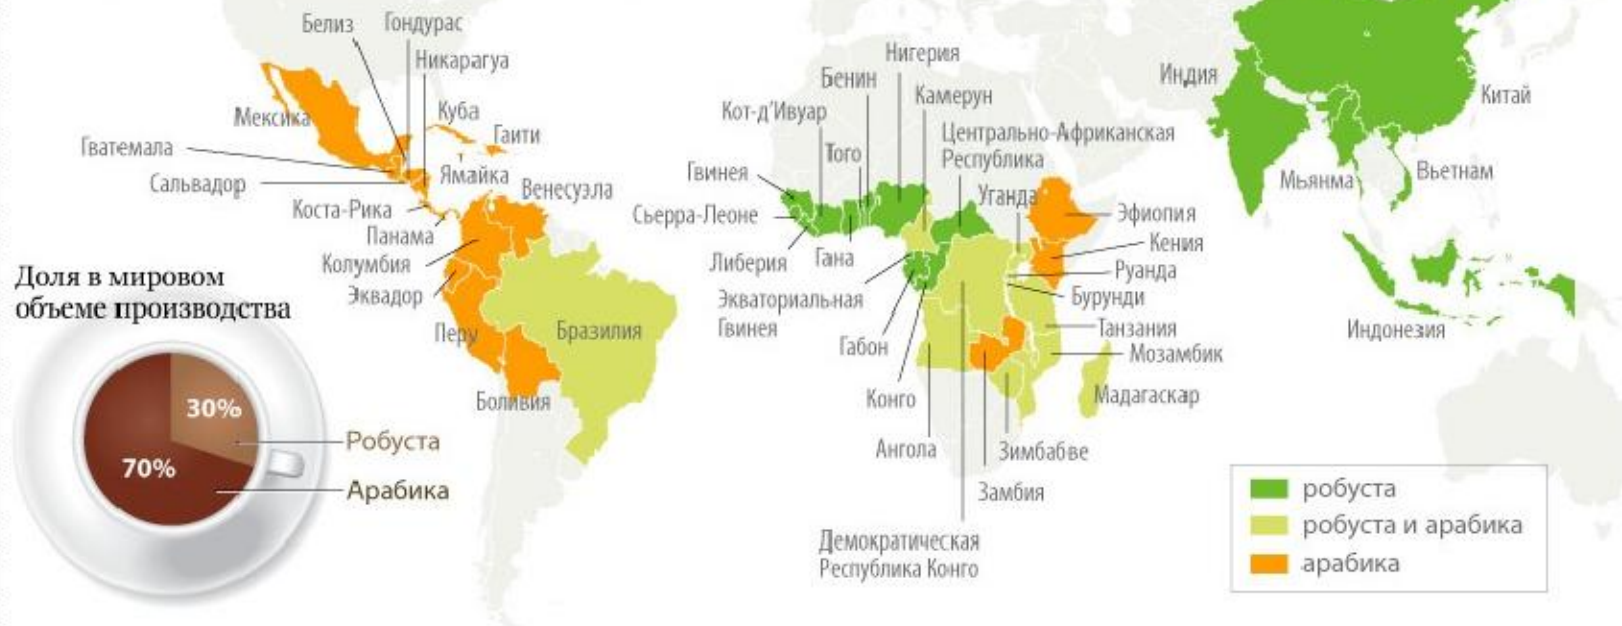 Белиз
Гондурас
Никарагуа
Мексика
Куба
Гаити
Гватемала
Ямайка
Сальвадор
Венесуэла
Коста-Рика
Панама
Колумбия
Эквадор
Перу
Бразилия
Боливия
Доля в мировом
объеме производства
30%
70%
Робуста
Арабика
Нигерия
Бенин
Камерун
Кот-д'Ивуар
Центрально-Африканская
Республика
Того
Гвинея
Уганда
Сьерра-Леоне
Эфиопия
Кения
Либерия
Гана
Руанда
Экваториальная
Гвинея
Бурунди
Танзания
Габон
Мозамбик
Конго
Мадагаскар
Ангола
Зимбабве
Замбия
Демократическая
Республика Конго
Индия
Китай
Мьянма
Вьетнам
Индонезия
робуста
робуста и арабика
арабика